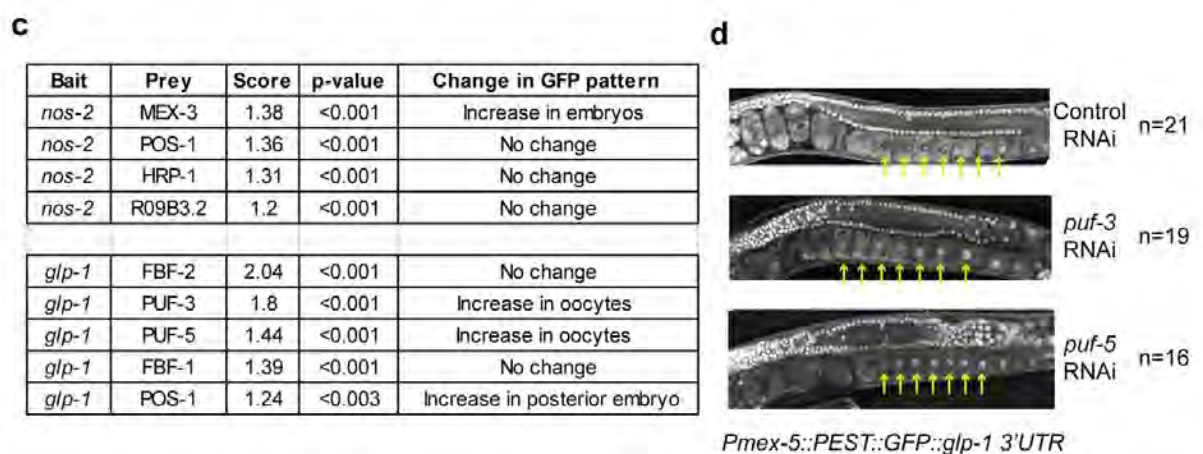 c
Bait Prey Score p-value Change in GFP pattern
nos-2 MEX-3 1.38 <0.001 Increase in embryos
nos-2 POS-1 1.36 <0.001 No change
nos-2 HRP-1 1.31 <0.001 No change
nos-2 R09B3.2 1.2 <0.001 No change
glp-1 FBF-2 2.04 <0.001 No change
glp-1 PUF-3 1.8 <0.001 Increase in oocytes
glp-1 PUF-5 1.44 <0.001 Increase in oocytes
glp-1 FBF-1 1.39 <0.001 No change
glp-1 POS-1 1.24 <0.003 Increase in posterior embryo
d
Control
RNAi n=21
puf-3
RNAi n=19
puf-5
RNAi n=16
Pmex-5::PEST::GFP::glp-1 3'UTR